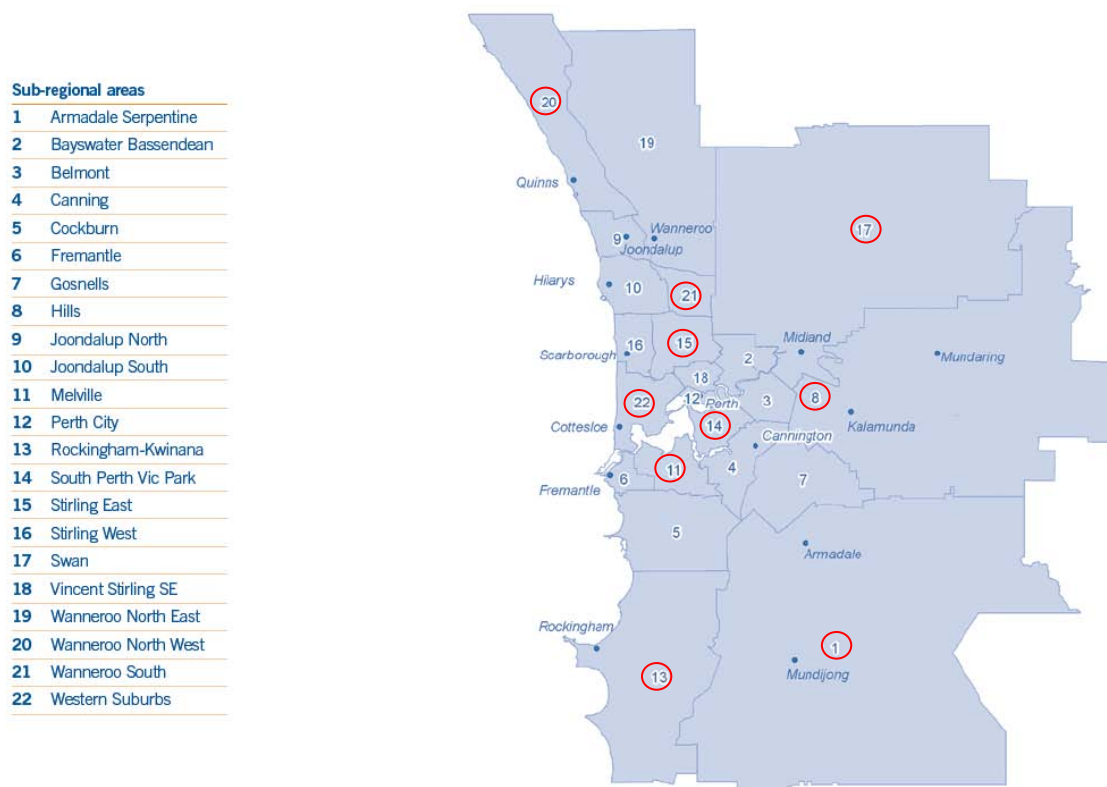 Sub-regional areas
1 Armadale Serpentine
2 Bayswater Bassendean
3 Belmont
4 Canning
5 Cockburn
6 Fremantle
7 Gosnells
8 Hills
9 Joondalup North
10 Joondalup South
11 Melville
12 Perth City
13 Rockingham-Kwinana
14 South Perth Vic Park
15 Stirling East
16 Stirling West
17 Swan
18 Vincent Stirling SE
19 Wanneroo North East
20 Wanneroo North West
21 Wanneroo South
22 Western Suburbs
20
19
Quinns
17
Wanneroo
9
Joondalup
Hilarys
10
21
15
16
Scarborough
2
Midland
Mundaring
18
22
12
Perth
3
8
Kalamunda
Cottesloe
14
Cannington
11
4
6
Fremantle
7
5
Armadale
Rockingham
1
Mundijong
13